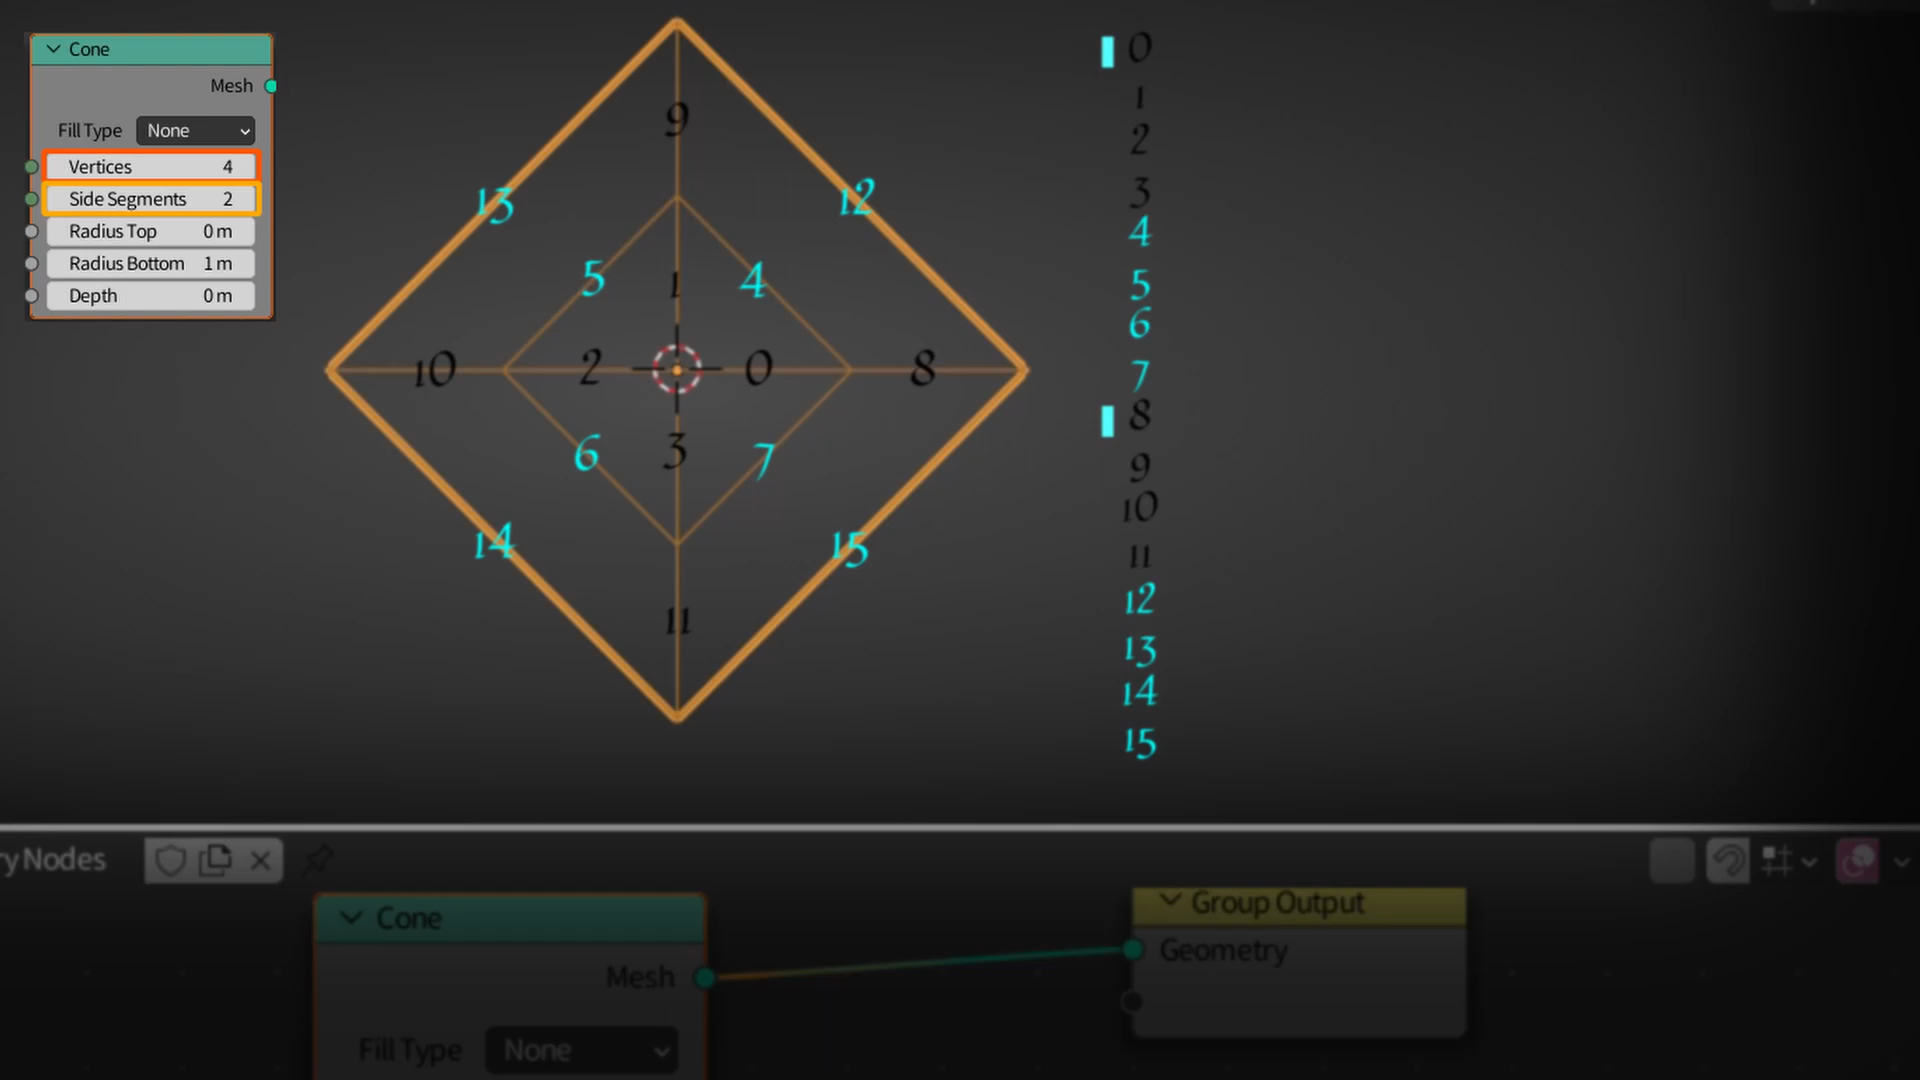 Cone
Mesh
Fill Type None
Vertices 4
Side Segments 2
Radius Top 0 m
Radius Bottom 1 m
Depth 0 m
9
13
12
5
4
1
10
2
0
8
6
3
7
14
15
11
0
1
2
3
4
5
6
7
8
9
10
11
12
13
14
15
ry Nodes
Cone
Mesh
Fill Type None
Group Output
Geometry